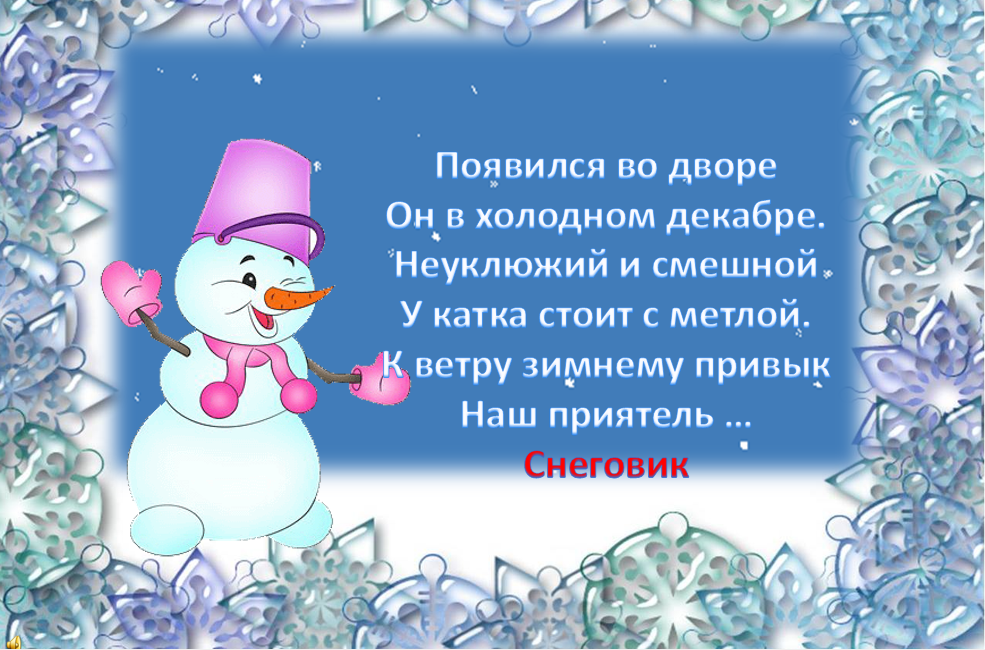 Появился во дворе
Он в холодном декабре.
Неуклюжий и смешной
У катка стоит с метлой.
К ветру зимнему привык
Наш приятель ...
Снеговик